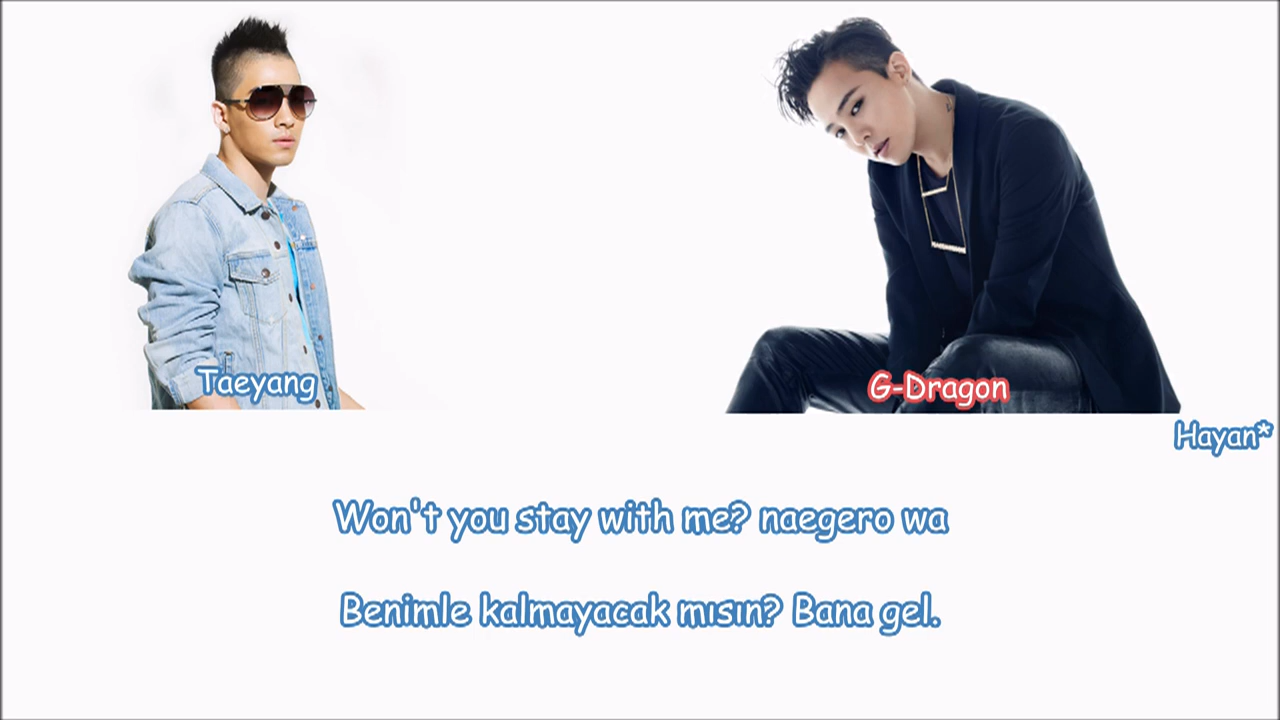 Taeyang
G-Dragon
Hayan*
Won't you stay with me? naegero wa
Benimle kalmayacak mısın? Bana gel.